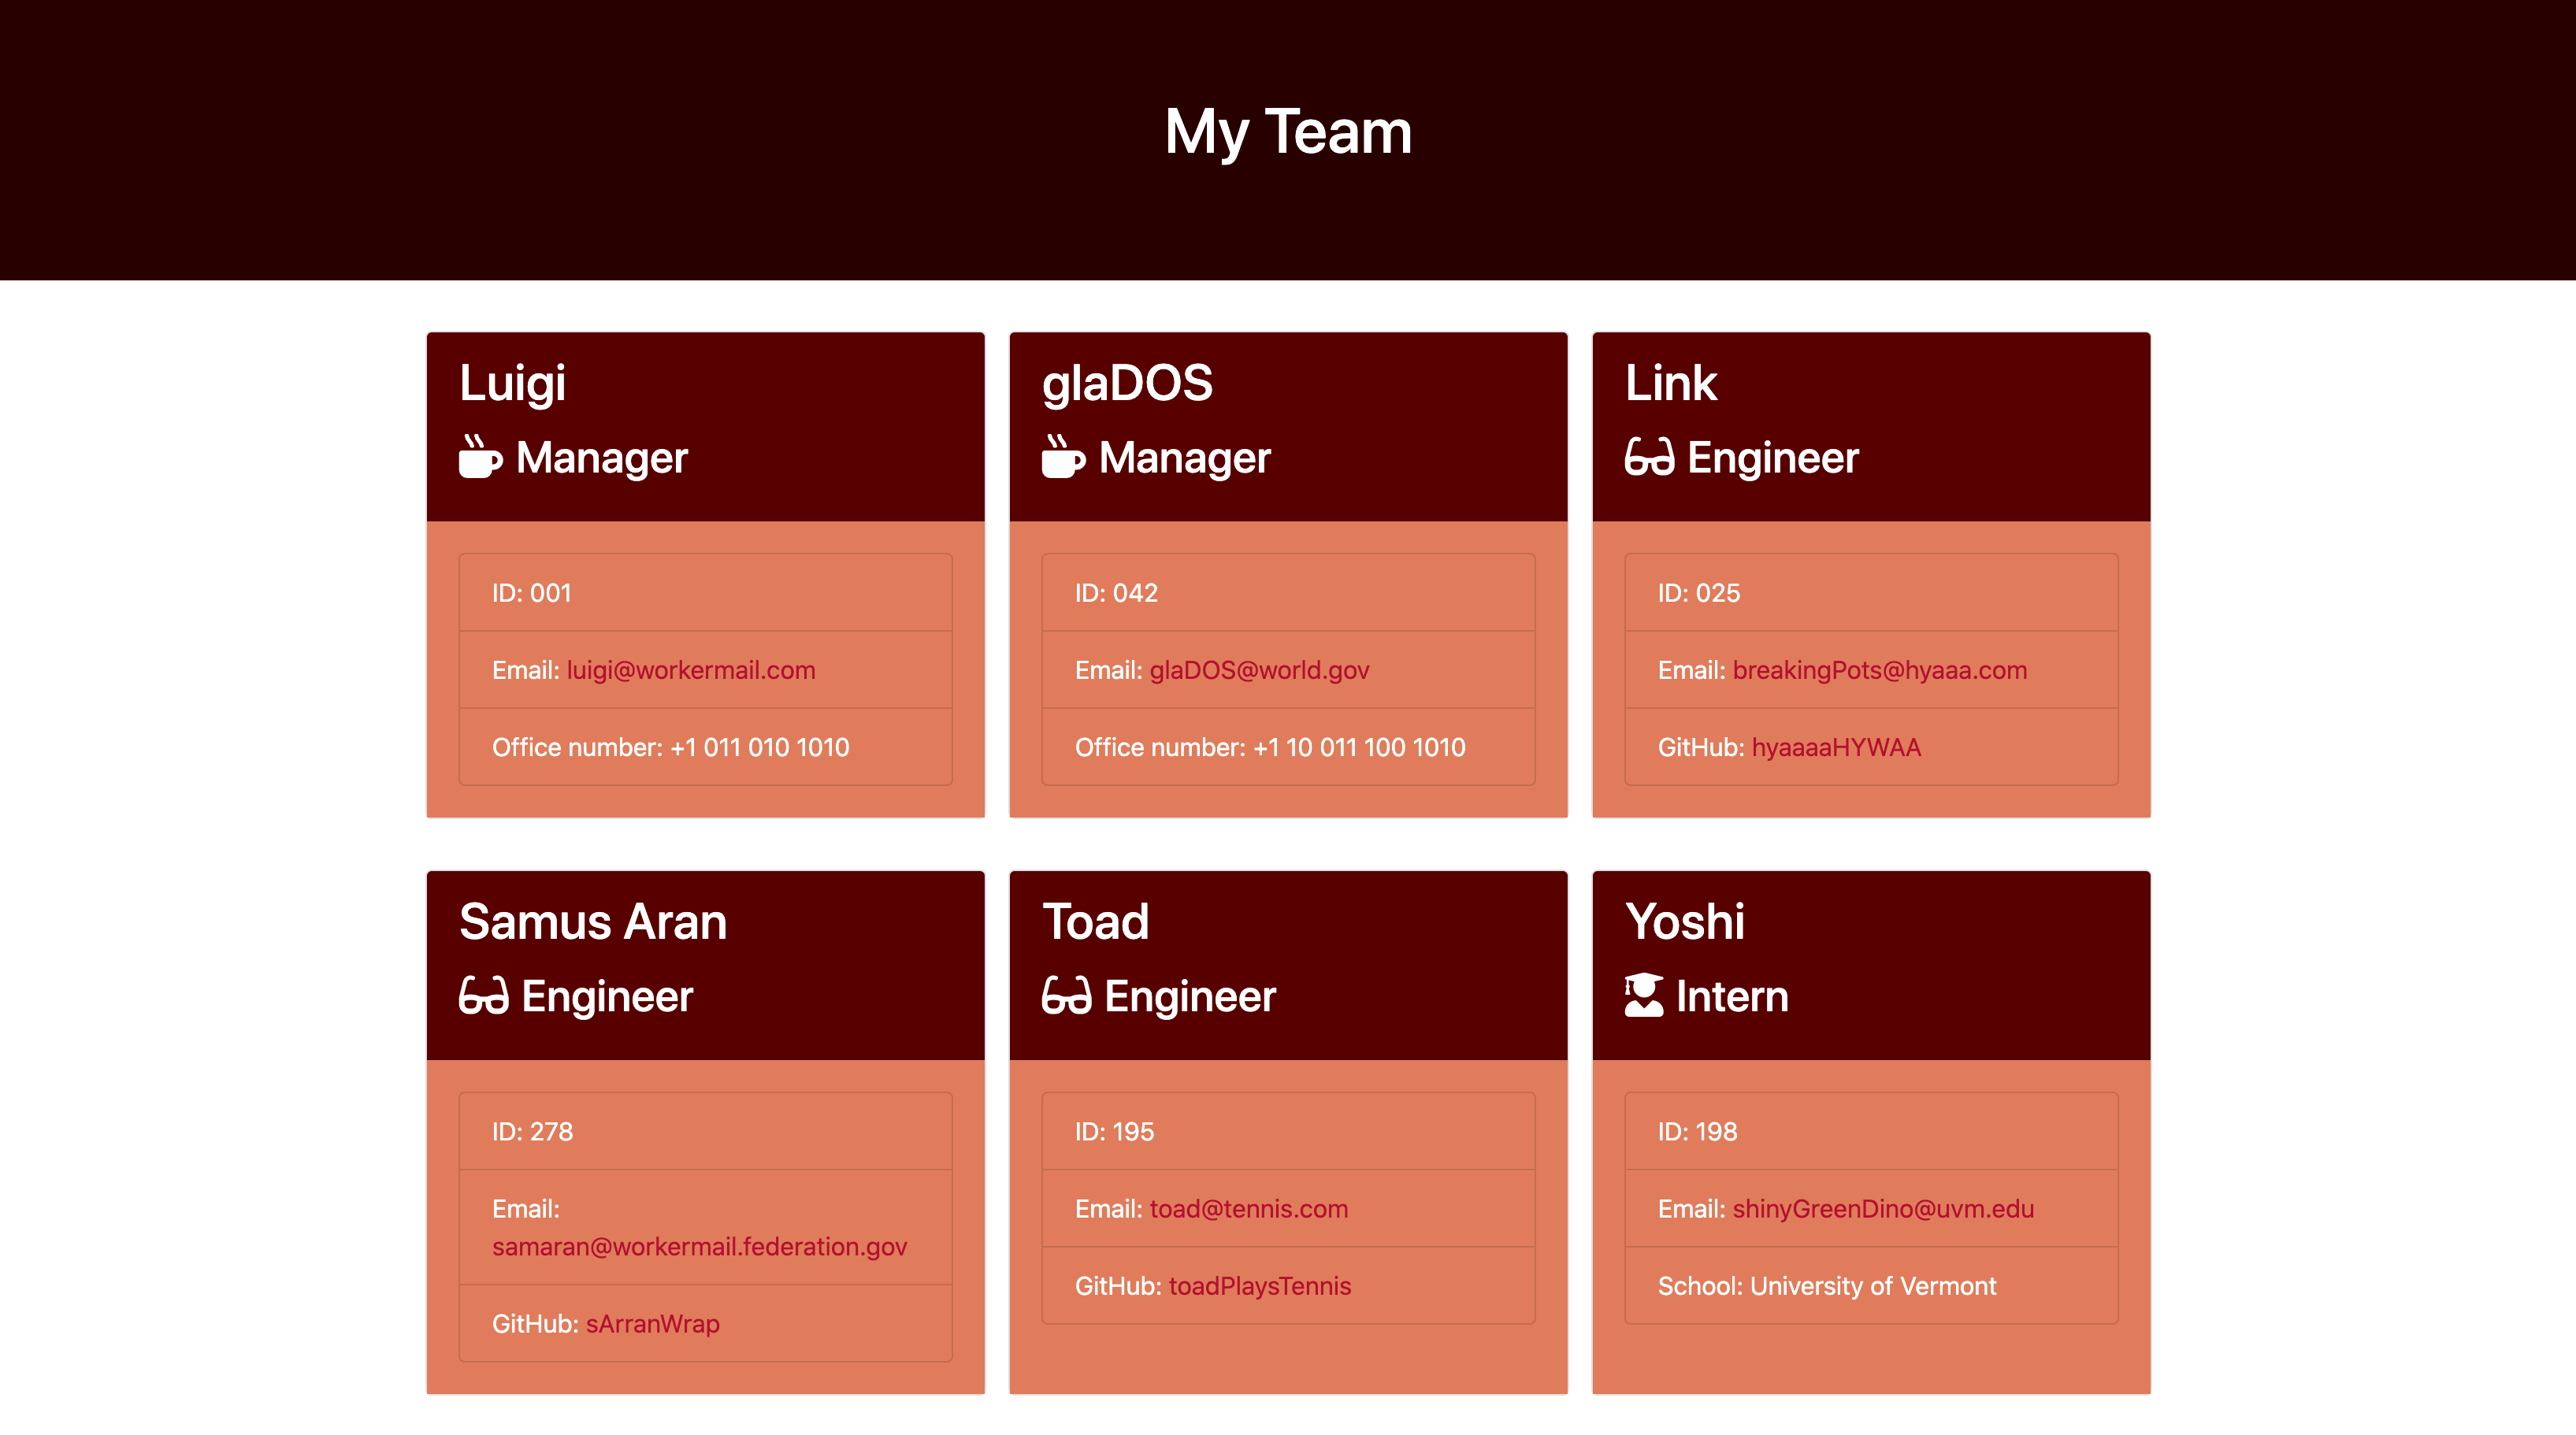 My Team
Luigi
Manager
ID: 001
Email: luigi@workermail.com
Office number: +1 011 010 1010
glaDOS
Manager
ID: 042
Email: glaDOS@world.gov
Office number: +1 10 011 100 1010
Link
Engineer
ID: 025
Email: breakingPots@hyaaa.com
GitHub: hyaaaaHYWAA
Samus Aran
Engineer
ID: 278
Email:
samaran@workermail.federation.gov
GitHub: sArranWrap
Toad
Engineer
ID: 195
Email: toad@tennis.com
GitHub: toadPlaysTennis
Yoshi
Intern
ID: 198
Email: shinyGreenDino@uvm.edu
School: University of Vermont